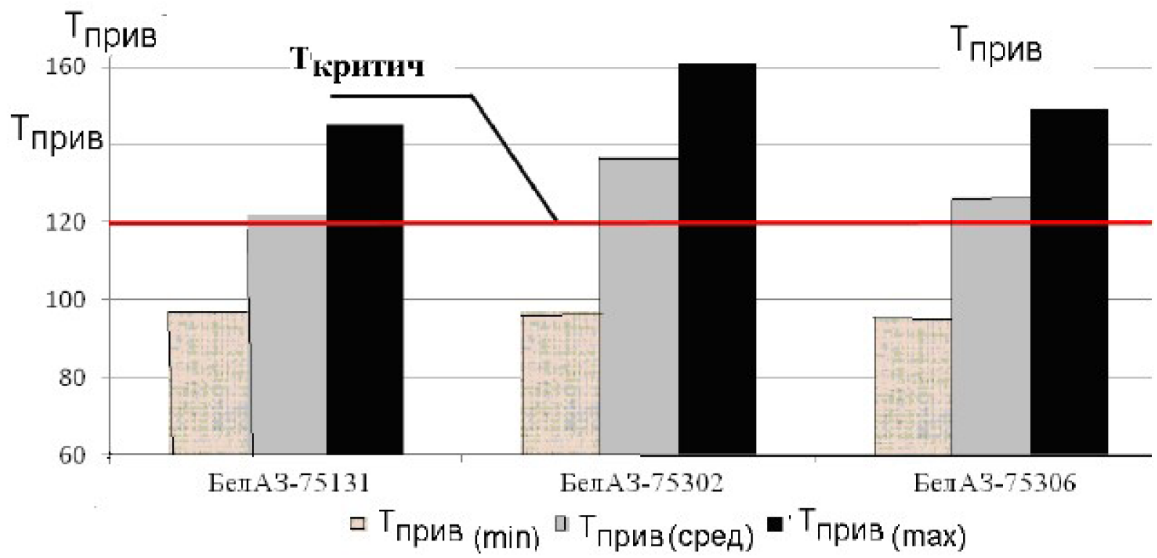 Тприв
Ткритич
Тприв
160
Тприв
120
100
80
60
БелАЗ-75131 БелАЗ-75302 БелАЗ-75306
Тприв (min) Тприв(сред) Тприв (max)